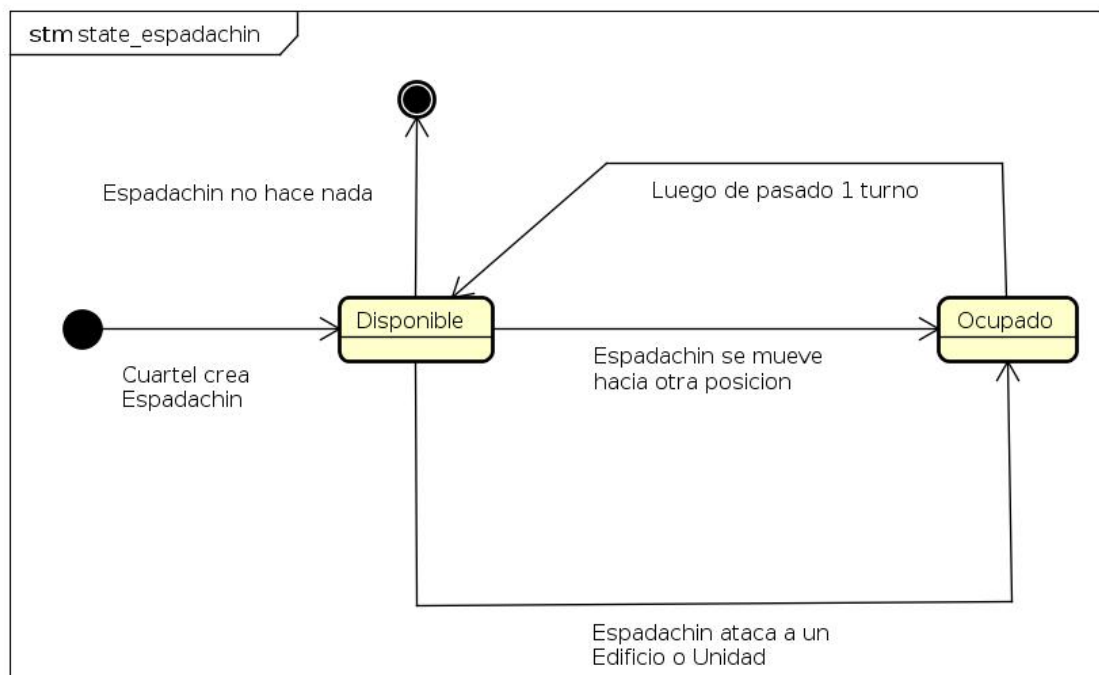 stm state_espadachin
Espadachin no hace nada
Luego de pasado 1 turno
Disponible
Ocupado
Cuartel crea
Espadachin
Espadachin se mueve
hacia otra posicion
Espadachin ataca a un
Edificio o Unidad